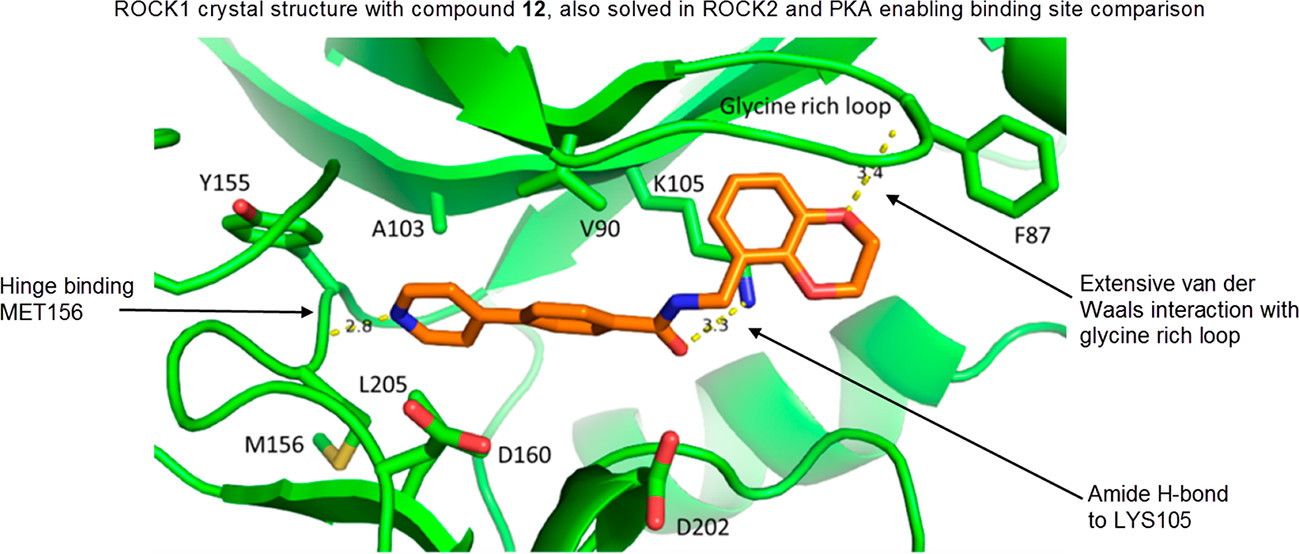 ROCK1 crystal structure with compound 12, also solved in ROCK2 and PKA enabling binding site comparison
Glycine rich loop
3.4
Y155
K105
A103
V90
F87
Hinge binding
MET156
2.8
3.3
Extensive van der
Waals interaction with
glycine rich loop
L205
M156
D160
D202
Amide H-bond
to LYS105